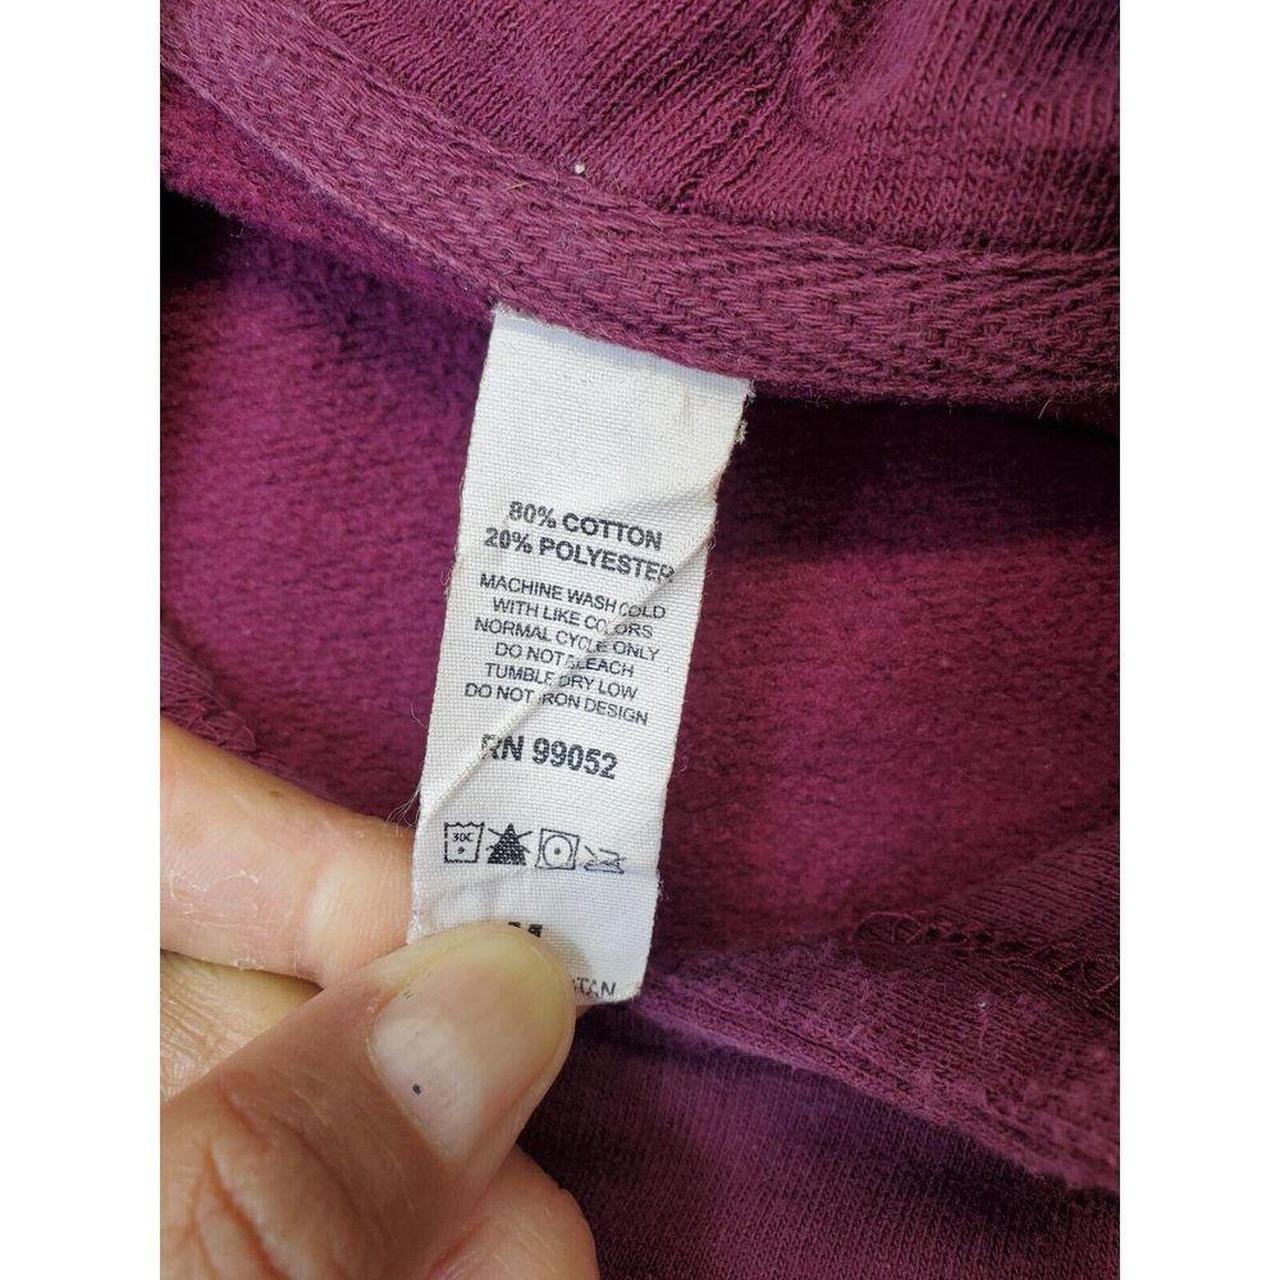 80% COTTON
20% POLYESTER
MACHINE WASH COLD
WITH LIKE COLORS
NORMAL CYCLE ONLY
DO NOT BLEACH
TUMBLE DRY LOW
DO NOT IRON DESIGN
RN 99052
30C